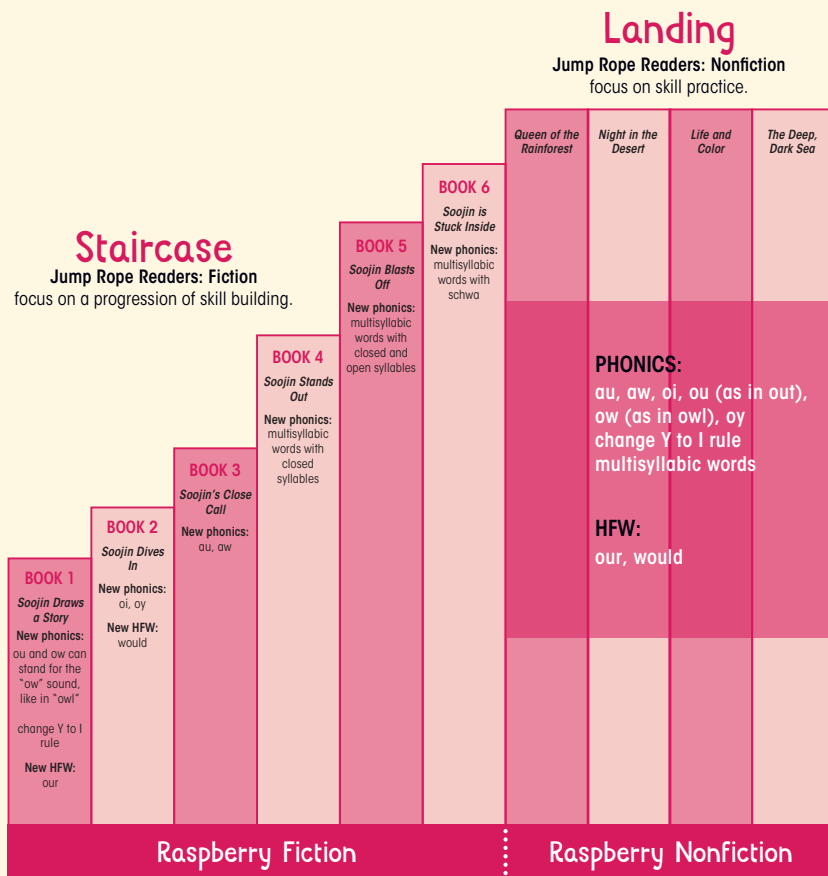 Landing
Jump Rope Readers: Nonfiction
focus on skill practice.
Staircase
Jump Rope Readers: Fiction
focus on a progression of skill building.
BOOK 1
Soojin Draws
a Story
New phonics:
ou and ow can
stand for the
“ow” sound,
like in “owl”
change Y to I
rule
New HFW:
our
BOOK 2
Soojin Dives
In
New phonics:
oi, oy
New HFW:
would
BOOK 3
Soojin’s Close
Call
New phonics:
au, aw
BOOK 4
Soojin Stands
Out
New phonics:
multisyllabic
words with
closed
syllables
BOOK 5
Soojin Blasts
Off
New phonics:
multisyllabic
words with
closed and
open syllables
BOOK 6
Soojin is
Stuck Inside
New phonics:
multisyllabic
words with
schwa
Queen of the
Rainforest
Night in the
Desert
Life and
Color
The Deep,
Dark Sea
PHONICS:
au, aw, oi, ou (as in out),
ow (as in owl), oy
change Y to I rule
multisyllabic words
HFW:
our, would
Raspberry Fiction
Raspberry Nonfiction